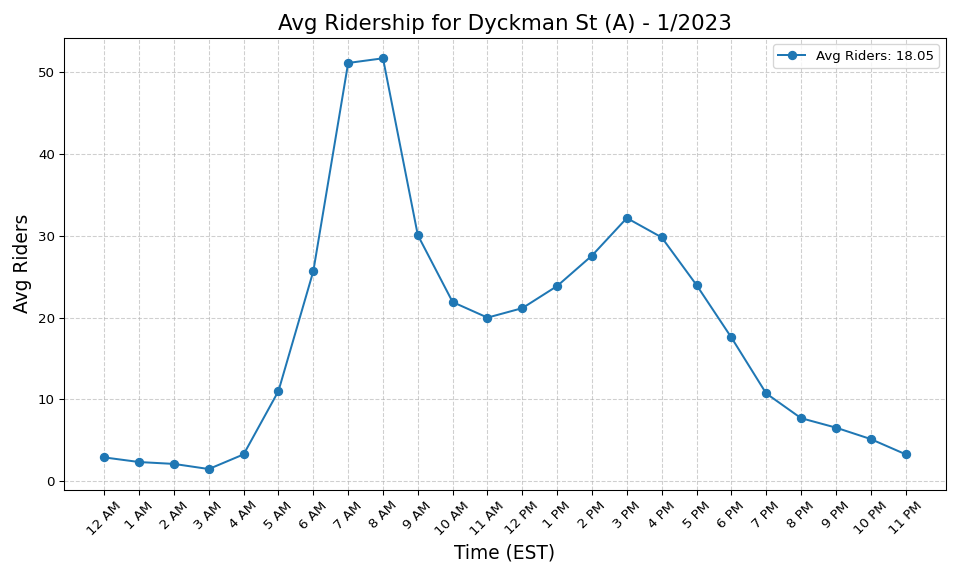 Avg Ridership for Dyckman St (A) - 1/2023
Avg Riders: 18.05
Avg Riders
50
40
30
20
10
0
12 AM
1 AM
2 AM
3 AM
4 AM
5 AM
6 AM
7 AM
8 AM
9 AM
10 AM
11 AM
12 PM
1 PM
2 PM
3 PM
4 PM
5 PM
6 PM
7 PM
8 PM
9 PM
10 PM
11 PM
Time (EST)